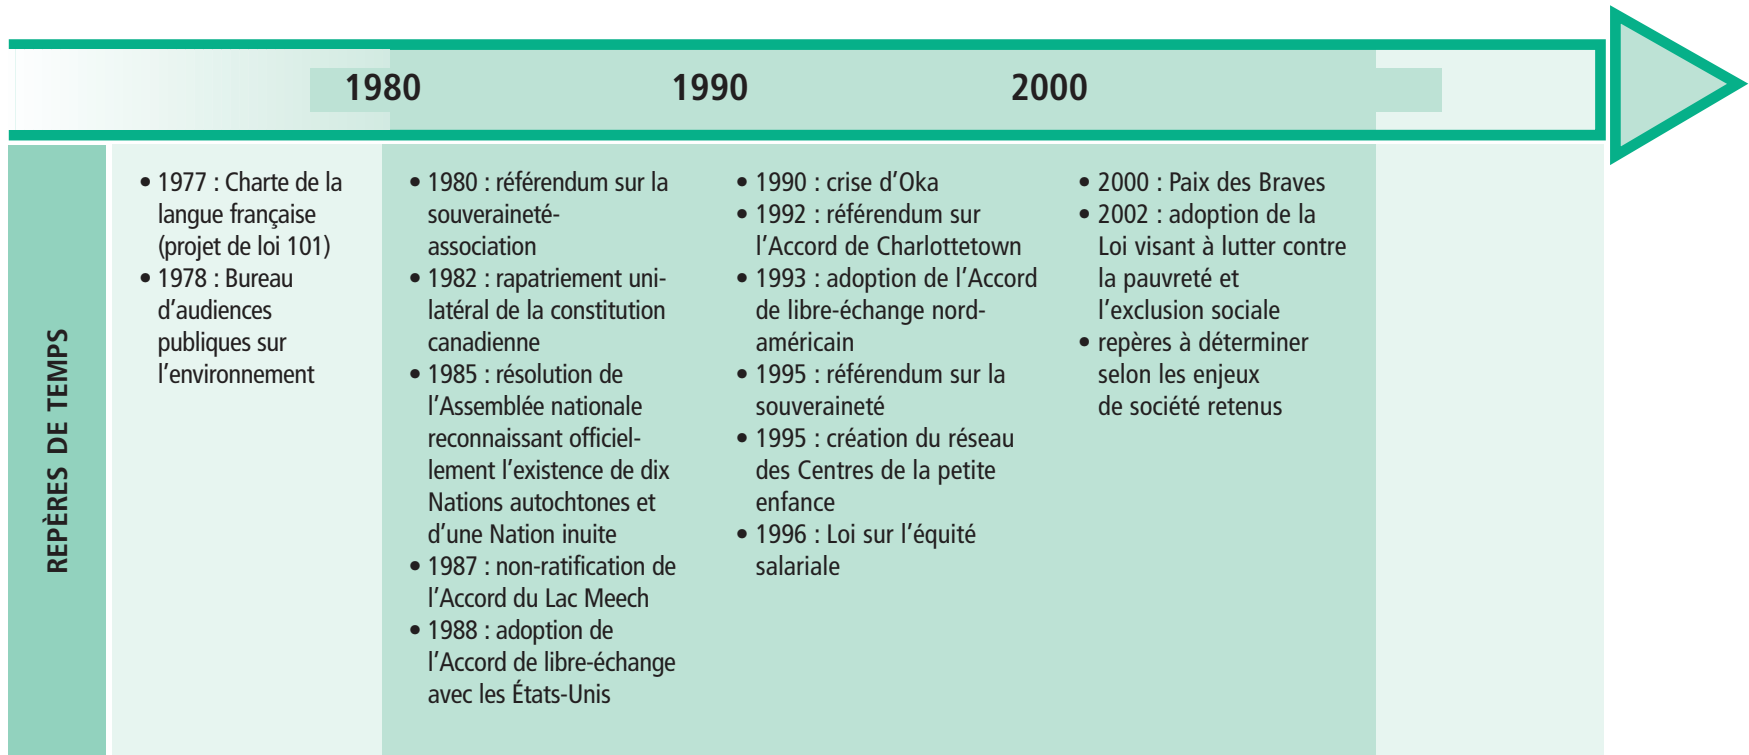 1980
1990
2000
REPÈRES DE TEMPS
• 1977 : Charte de la
langue française
(projet de loi 101)
• 1978 : Bureau
d’audiences
publiques sur
l’environnement
• 1980 : référendum sur la
souveraineté-
association
• 1982 : rapatriement uni-
latéral de la constitution
canadienne
• 1985 : résolution de
l’Assemblée nationale
reconnaissant officiel-
lement l’existence de dix
Nations autochtones et
d’une Nation inuite
• 1987 : non-ratification de
l’Accord du Lac Meech
• 1988 : adoption de
l’Accord de libre-échange
avec les États-Unis
• 1990 : crise d’Oka
• 1992 : référendum sur
l’Accord de Charlottetown
• 1993 : adoption de l’Accord
de libre-échange nord-
américain
• 1995 : référendum sur la
souveraineté
• 1995 : création du réseau
des Centres de la petite
enfance
• 1996 : Loi sur l’équité
salariale
• 2000 : Paix des Braves
• 2002 : adoption de la
Loi visant à lutter contre
la pauvreté et
l’exclusion sociale
• repères à déterminer
selon les enjeux
de société retenus